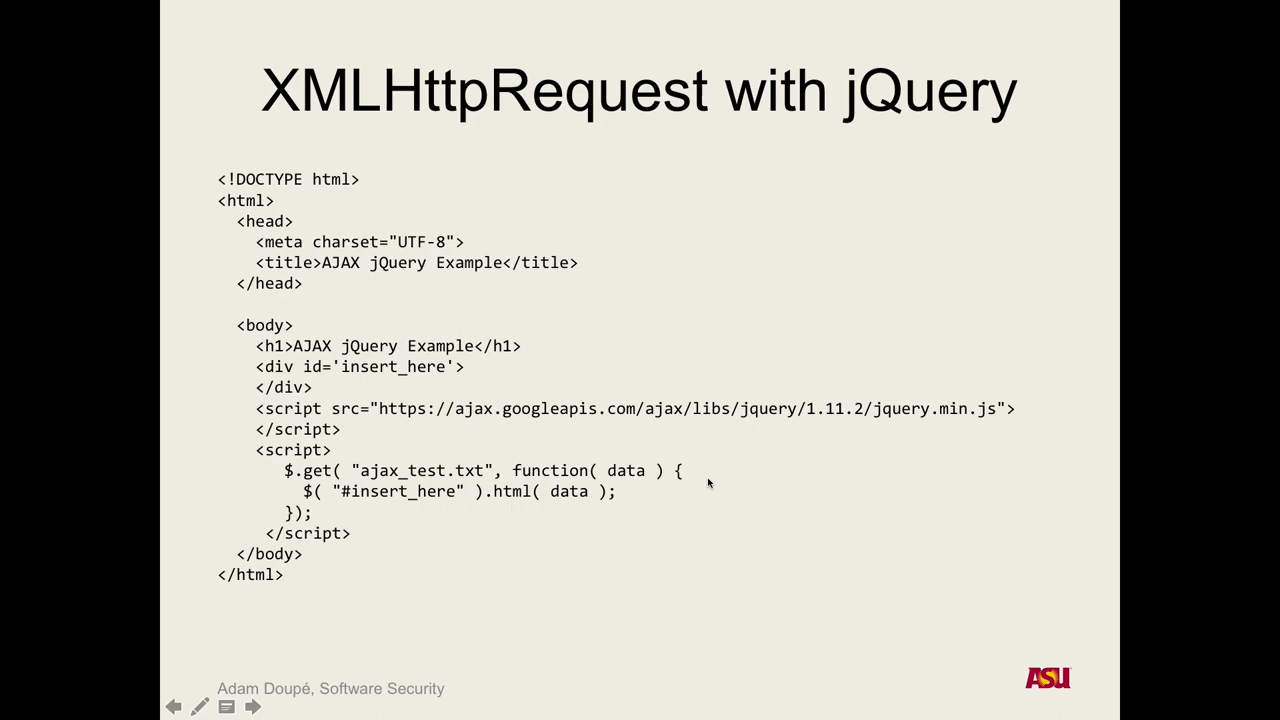 XMLHttpRequest with jQuery
<!DOCTYPE html>
<html>
  <head>
    <meta charset="UTF-8">
    <title>AJAX jQuery Example</title>
  </head>

  <body>
    <h1>AJAX jQuery Example</h1>
    <div id='insert_here'>
    </div>
    <script src="https://ajax.googleapis.com/ajax/libs/jquery/1.11.2/jquery.min.js">
    </script>
    <script>
       $.get( "ajax_test.txt", function( data ) {
         $( "#insert_here" ).html( data );
       });
     </script>
  </body>
</html>
Adam Doupé, Software Security
ASU